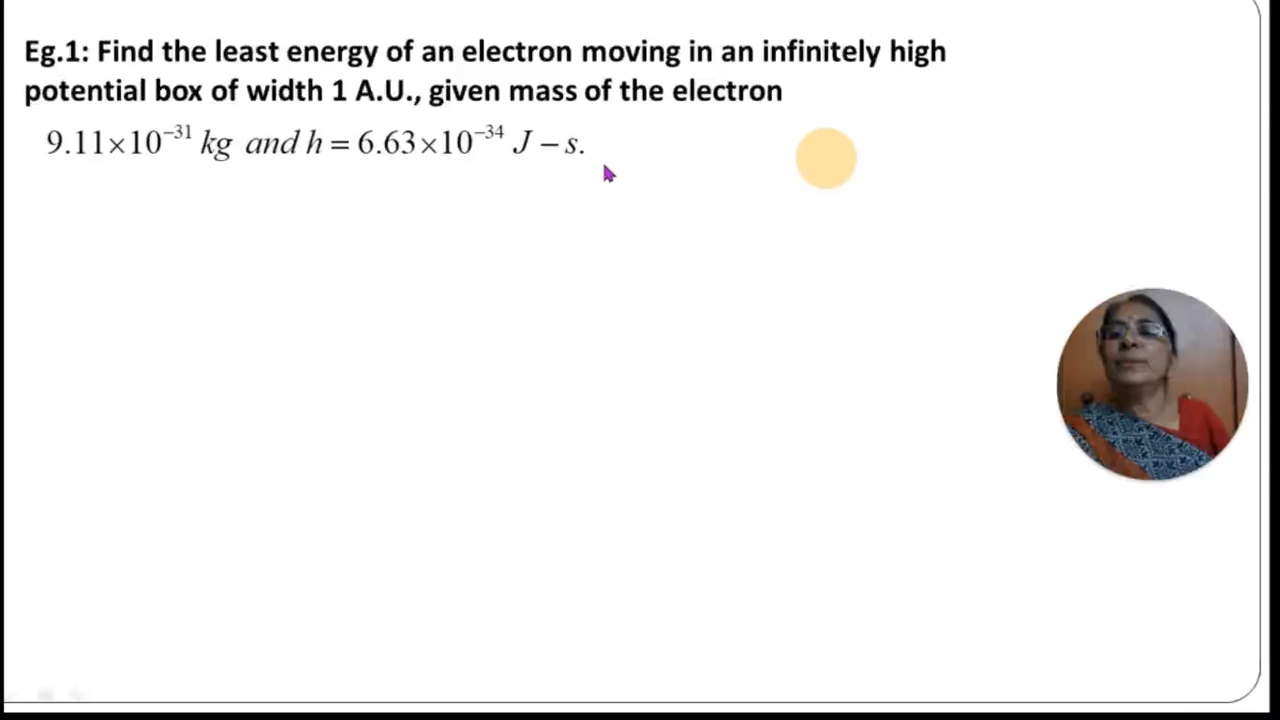 Eg.1: Find the least energy of an electron moving in an infinitely high
potential box of width 1 A.U., given mass of the electron
9.11×10⁻³¹ kg and h = 6.63×10⁻³⁴ J – s.